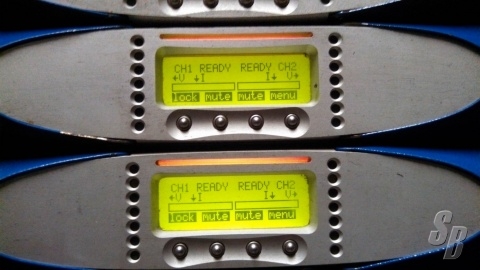 CH1 READY READY CH2
+V ↓I I↓ V+
lock mute mute menu
CH1 READY READY CH2
+V ↓I I↓ V+
lock mute mute menu
SB